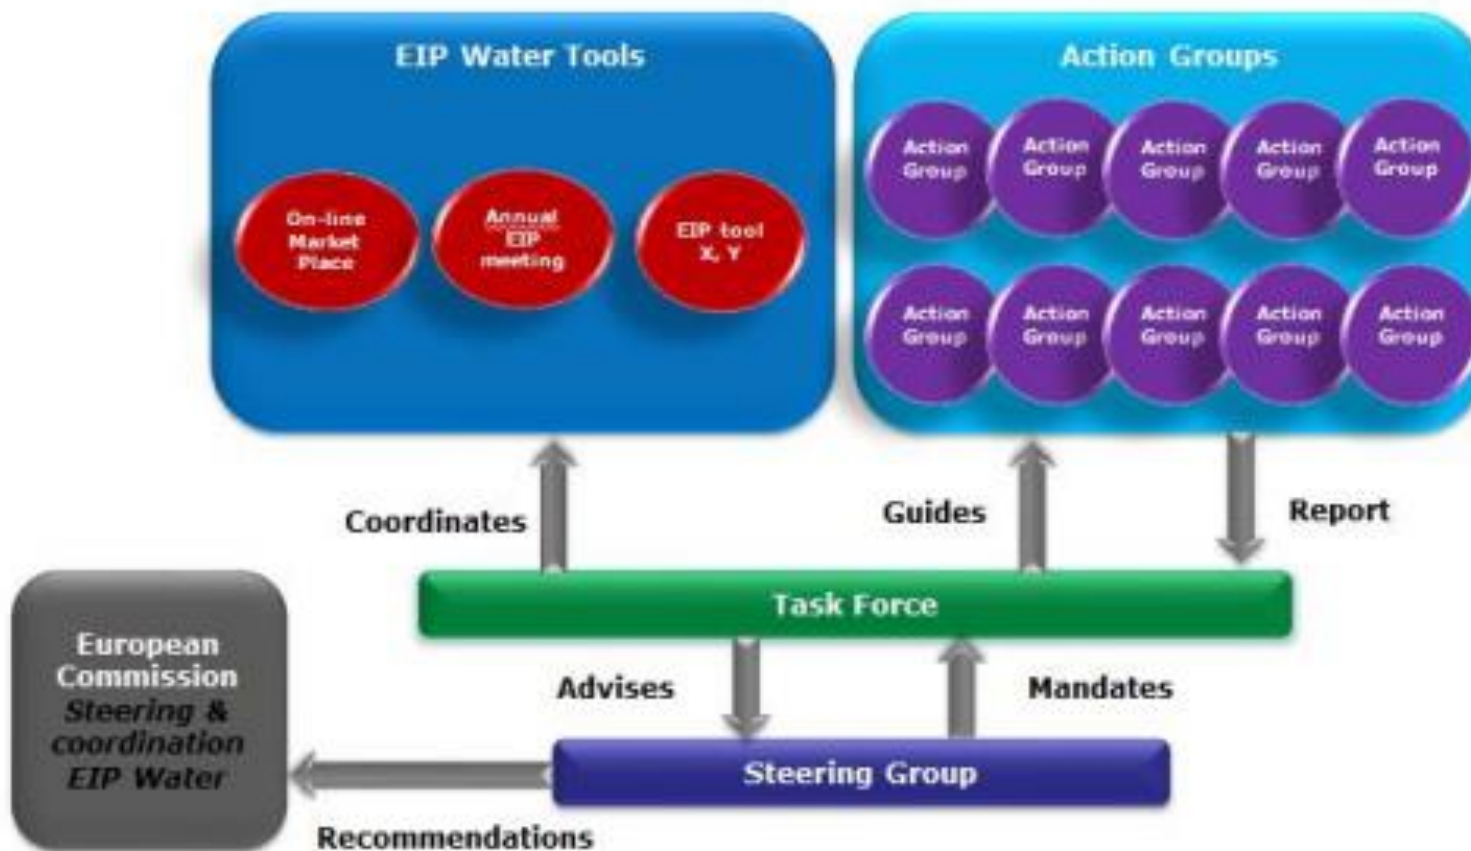 EIP Water Tools
On-line
Market
Place
Annual
EIP
meeting
EIP tool
X, Y
Action Groups
Action
Group
Action
Group
Action
Group
Action
Group
Action
Group
Action
Group
Action
Group
Action
Group
Action
Group
Action
Group
Coordinates
Guides
Report
Task Force
European
Commission
Steering &
coordination
EIP Water
Advises
Mandates
Steering Group
Recommendations